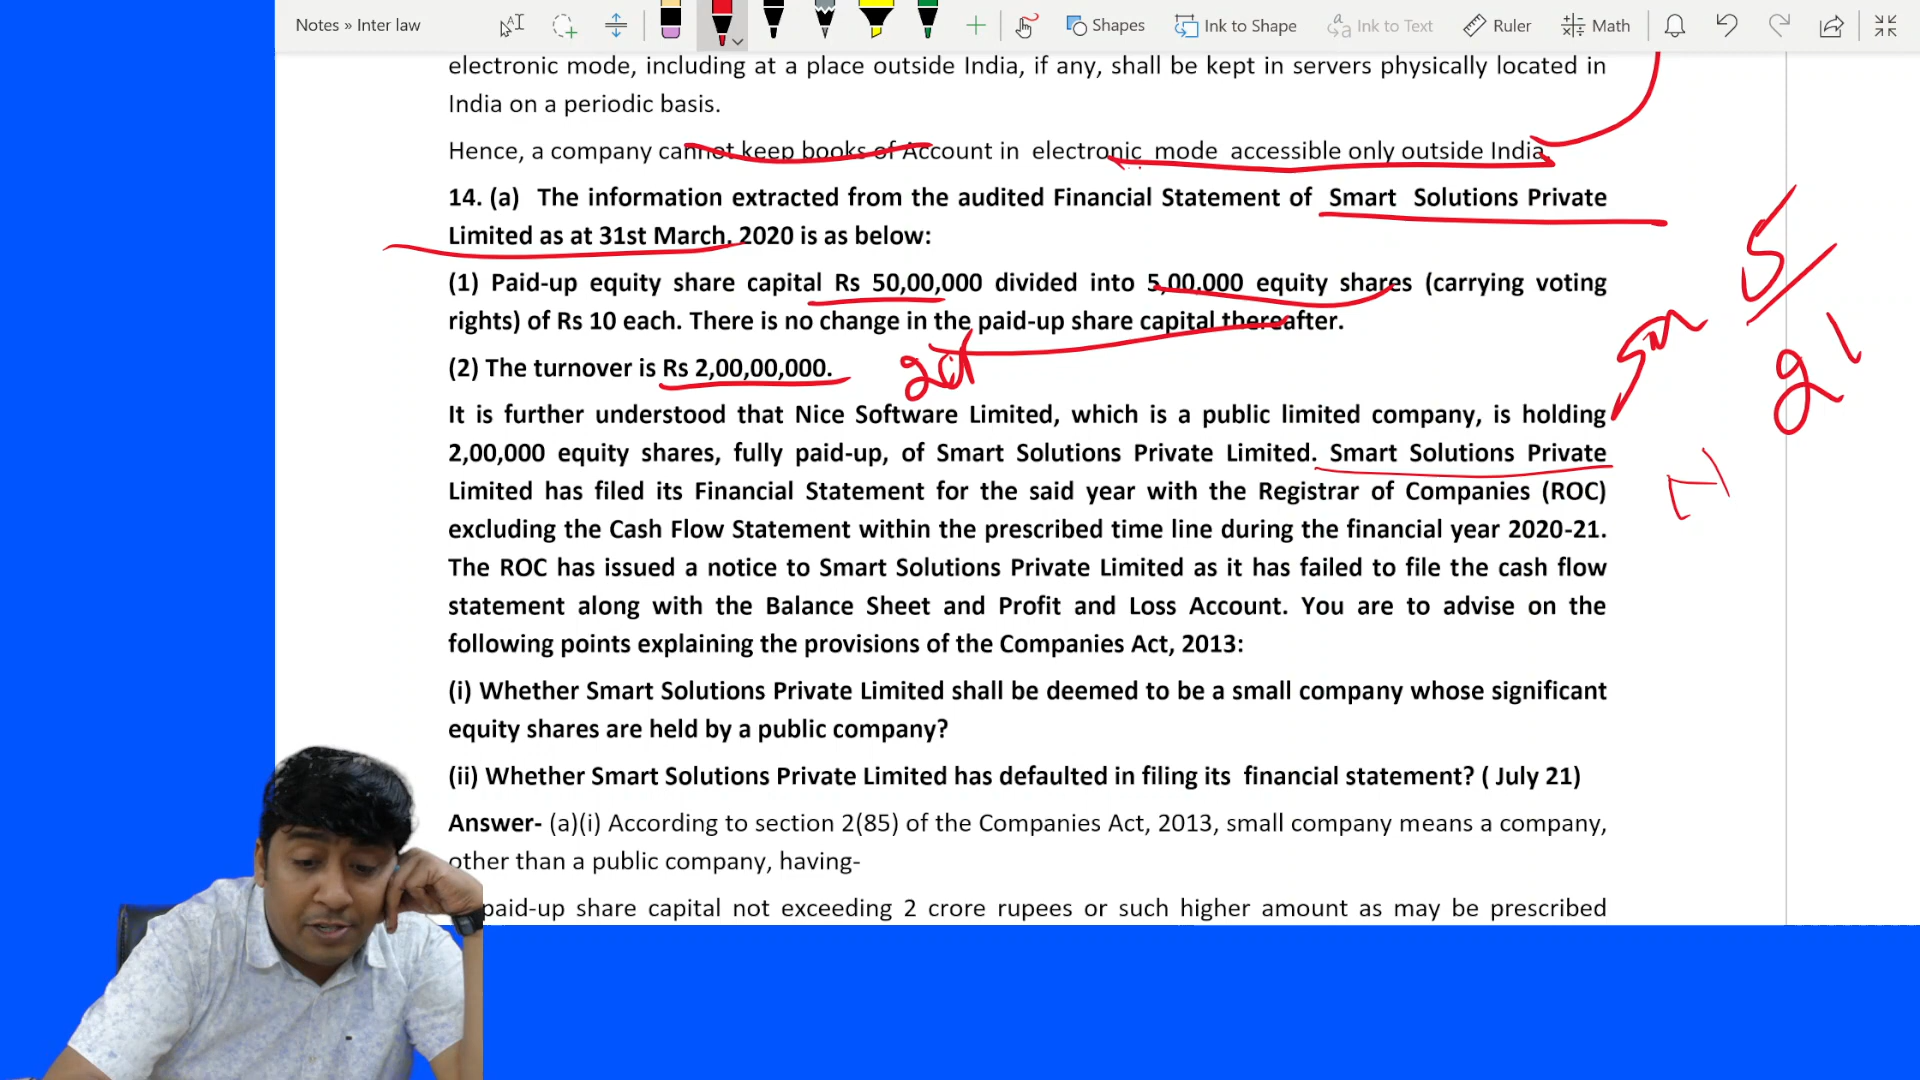 Notes » Inter law
Shapes
Ink to Shape
Ink to Text
Ruler
Math
electronic mode, including at a place outside India, if any, shall be kept in servers physically located in
India on a periodic basis.
Hence, a company cannot keep books of Account in electronic mode accessible only outside India.
14. (a) The information extracted from the audited Financial Statement of Smart Solutions Private
Limited as at 31st March, 2020 is as below:
(1) Paid-up equity share capital Rs 50,00,000 divided into 5,00,000 equity shares (carrying voting
rights) of Rs 10 each. There is no change in the paid-up share capital thereafter.
(2) The turnover is Rs 2,00,00,000.
2cr
5
2
It is further understood that Nice Software Limited, which is a public limited company, is holding
2,00,000 equity shares, fully paid-up, of Smart Solutions Private Limited. Smart Solutions Private
N
Limited has filed its Financial Statement for the said year with the Registrar of Companies (ROC)
excluding the Cash Flow Statement within the prescribed time line during the financial year 2020-21.
The ROC has issued a notice to Smart Solutions Private Limited as it has failed to file the cash flow
statement along with the Balance Sheet and Profit and Loss Account. You are to advise on the
following points explaining the provisions of the Companies Act, 2013:
(i) Whether Smart Solutions Private Limited shall be deemed to be a small company whose significant
equity shares are held by a public company?
(ii) Whether Smart Solutions Private Limited has defaulted in filing its financial statement? ( July 21)
Answer- (a)(i) According to section 2(85) of the Companies Act, 2013, small company means a company,
other than a public company, having-
paid-up share capital not exceeding 2 crore rupees or such higher amount as may be prescribed